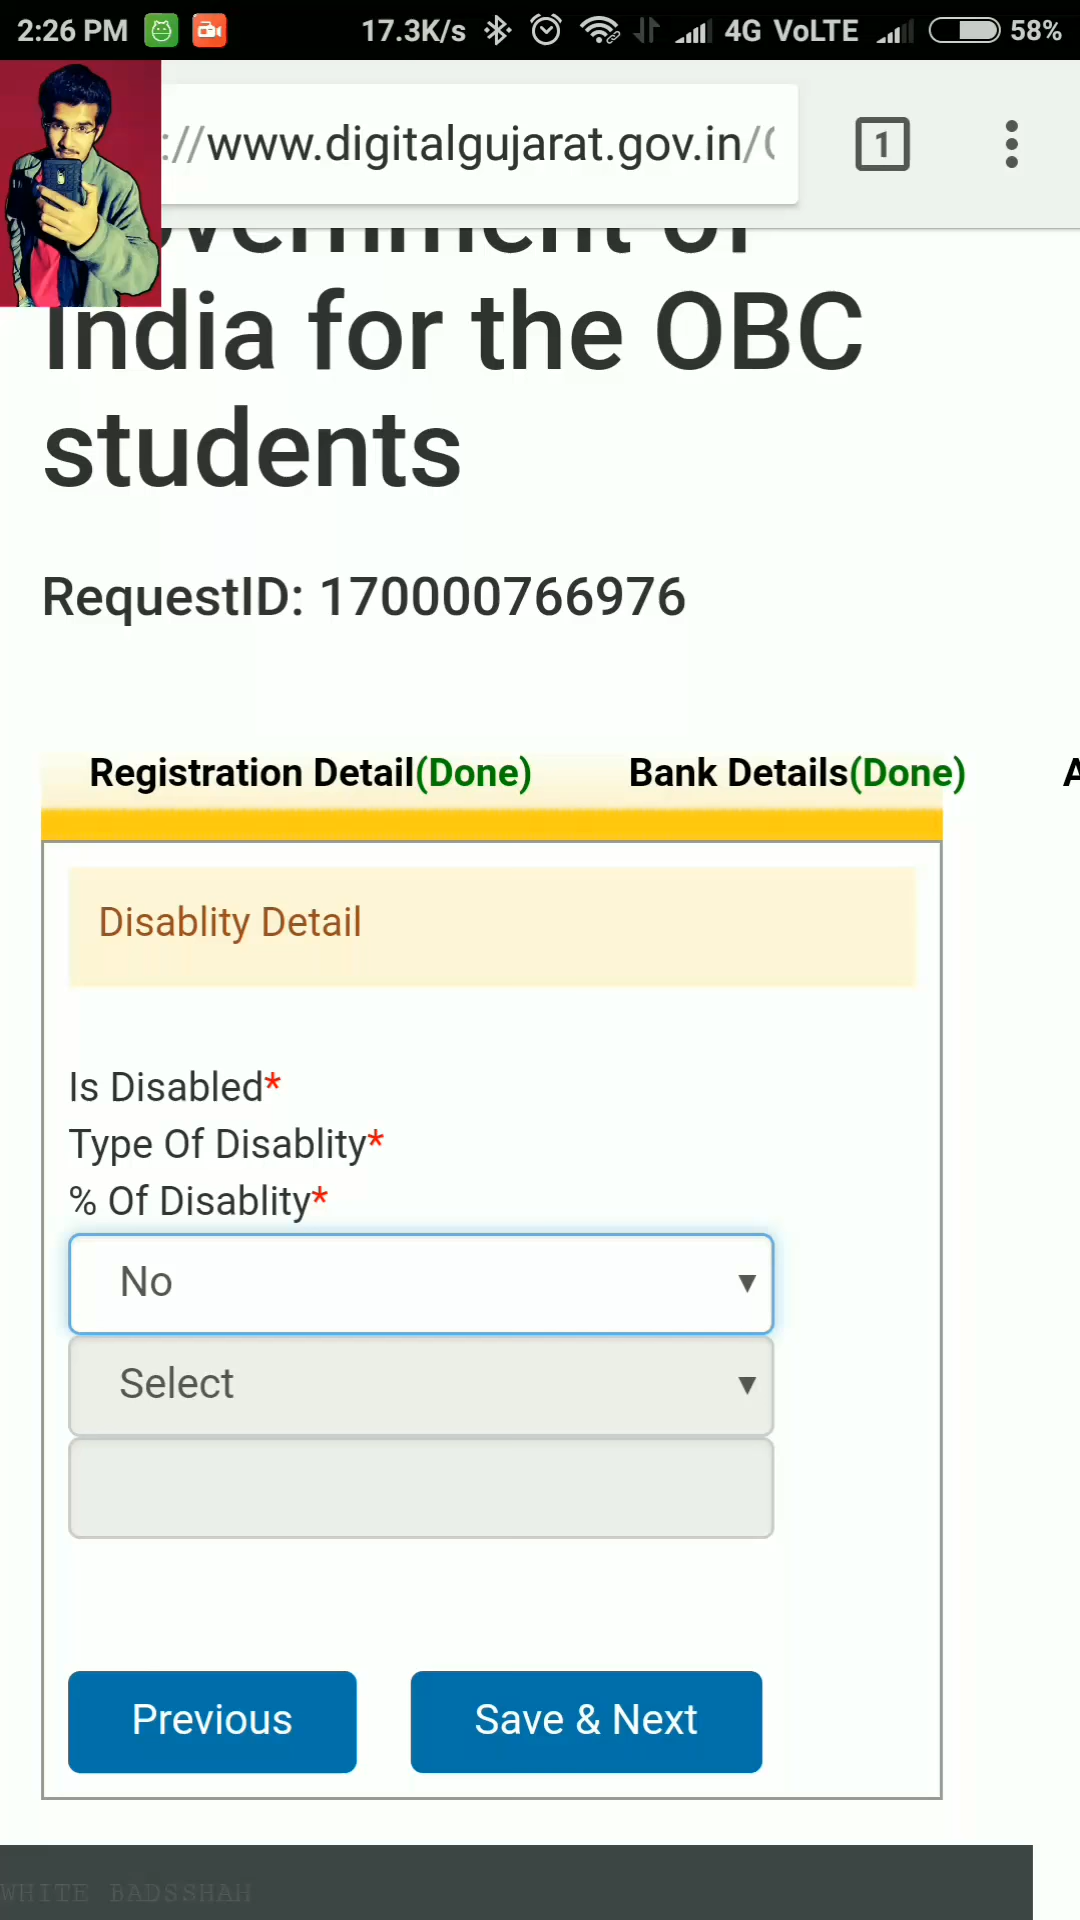 2:26 PM 17.3K/s 4G VoLTE 58%
://www.digitalgujarat.gov.in/ 1
Government of
India for the OBC
students
RequestID: 170000766976
Registration Detail(Done) Bank Details(Done) A
Disablity Detail
Is Disabled*
Type Of Disablity*
% Of Disablity*
No
Select
Previous Save & Next
WHITE BADSSHAH